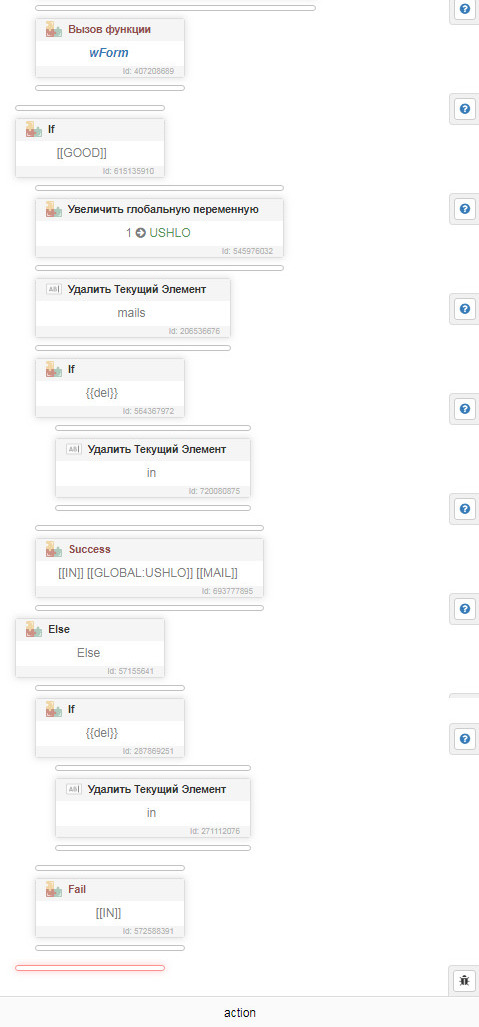 Вызов функции
wForm
Id: 407208689
If
[[GOOD]]
Id: 615135910
Увеличить глобальную переменную
1 USHLO
Id: 545976032
Удалить Текущий Элемент
mails
Id: 206536676
If
{{del}}
Id: 564367972
Удалить Текущий Элемент
in
Id: 720080875
Success
[[IN]] [[GLOBAL:USHLO]] [[MAIL]]
Id: 693777895
Else
Else
Id: 57155641
If
{{del}}
Id: 287869251
Удалить Текущий Элемент
in
Id: 271112076
Fail
[[IN]]
Id: 572588391
action